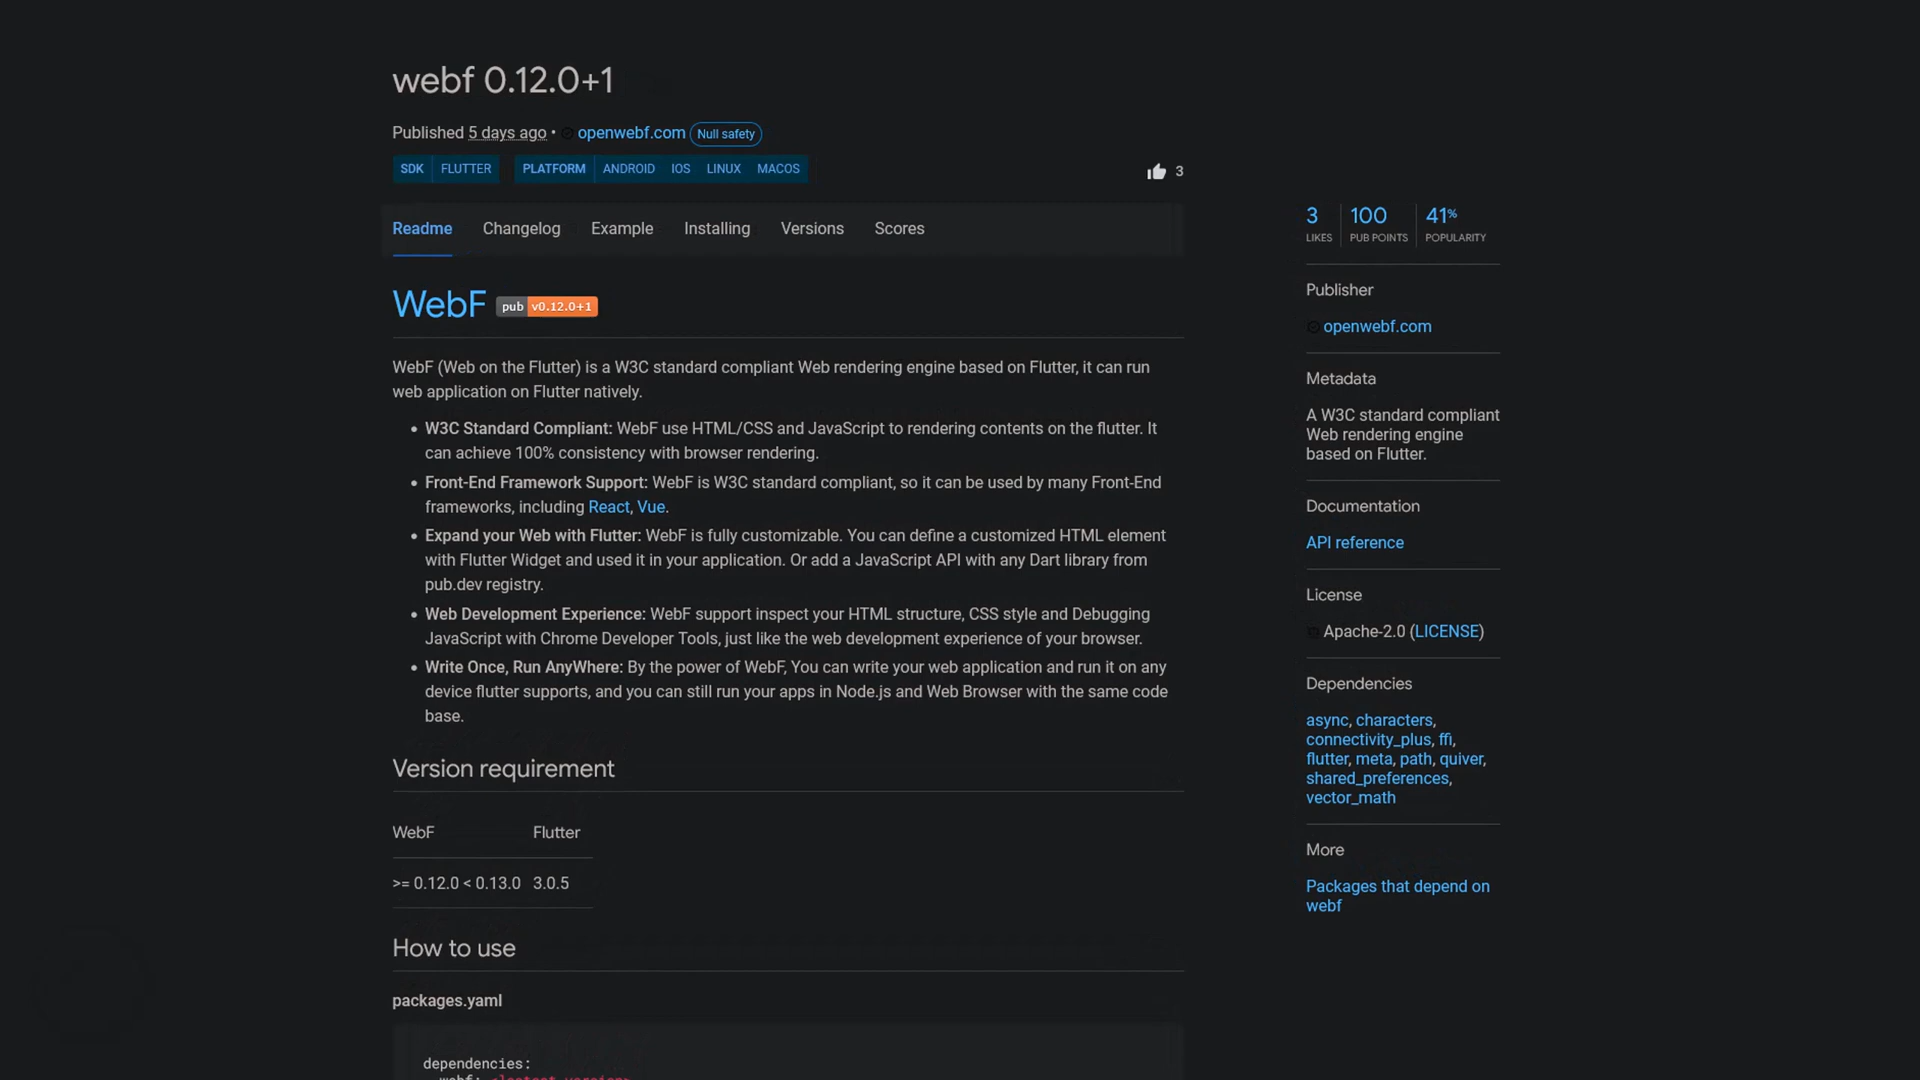 webf 0.12.0+1
Published 5 days ago • openwebf.com Null safety
SDK FLUTTER PLATFORM ANDROID IOS LINUX MACOS
3
Readme Changelog Example Installing Versions Scores
WebF pub v0.12.0+1
WebF (Web on the Flutter) is a W3C standard compliant Web rendering engine based on Flutter, it can run
web application on Flutter natively.
• W3C Standard Compliant: WebF use HTML/CSS and JavaScript to rendering contents on the flutter. It
can achieve 100% consistency with browser rendering.
• Front-End Framework Support: WebF is W3C standard compliant, so it can be used by many Front-End
frameworks, including React, Vue.
• Expand your Web with Flutter: WebF is fully customizable. You can define a customized HTML element
with Flutter Widget and used it in your application. Or add a JavaScript API with any Dart library from
pub.dev registry.
• Web Development Experience: WebF support inspect your HTML structure, CSS style and Debugging
JavaScript with Chrome Developer Tools, just like the web development experience of your browser.
• Write Once, Run AnyWhere: By the power of WebF, You can write your web application and run it on any
device flutter supports, and you can still run your apps in Node.js and Web Browser with the same code
base.
Version requirement
WebF Flutter
>= 0.12.0 < 0.13.0 3.0.5
How to use
packages.yaml
dependencies:
3 100 41%
LIKES PUB POINTS POPULARITY
Publisher
openwebf.com
Metadata
A W3C standard compliant
Web rendering engine
based on Flutter.
Documentation
API reference
License
Apache-2.0 (LICENSE)
Dependencies
async, characters,
connectivity_plus, ffi,
flutter, meta, path, quiver,
shared_preferences,
vector_math
More
Packages that depend on
webf